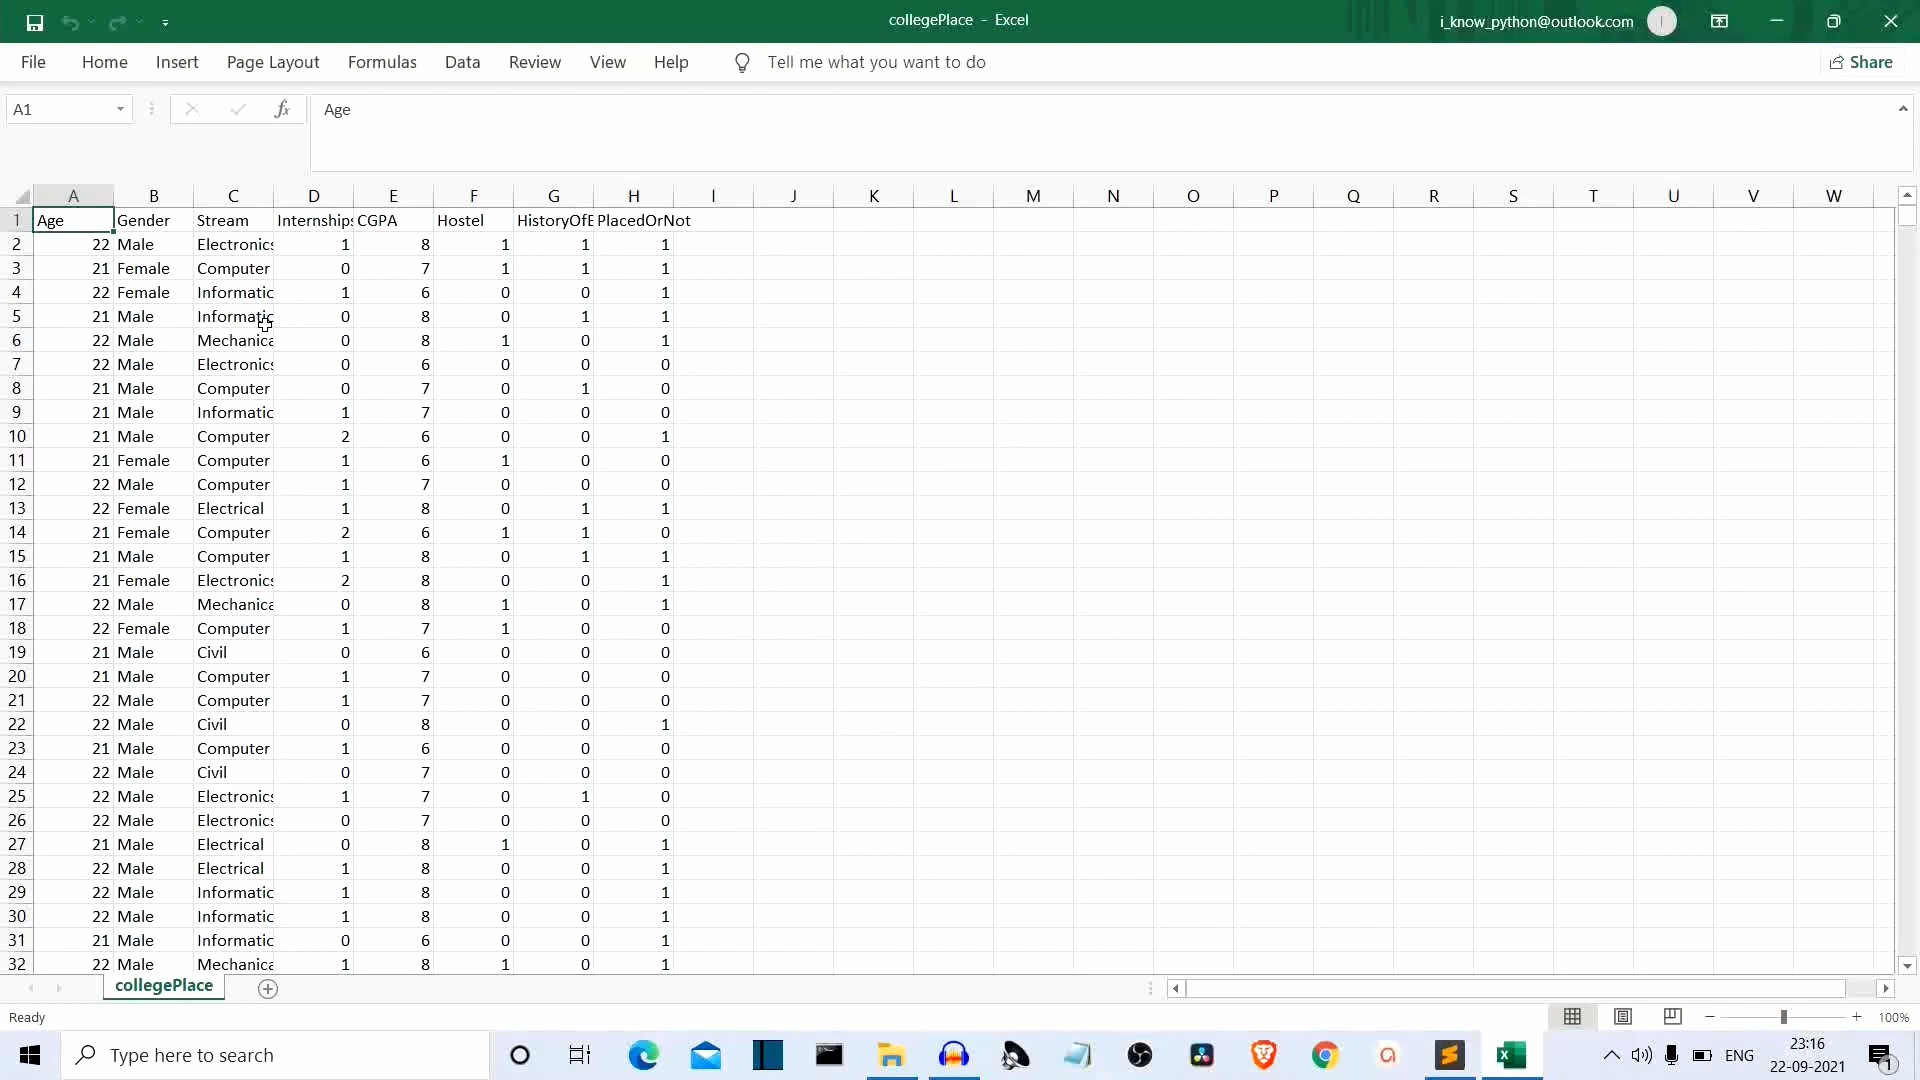 collegePlace - Excel
i_know_python@outlook.com
File Home Insert Page Layout Formulas Data Review View Help Tell me what you want to do Share
A1 fx Age
A B C D E F G H I J K L M N O P Q R S T U V W
1 Age Gender Stream Internships CGPA Hostel HistoryOfE PlacedOrNot
2 22 Male Electronics 1 8 1 1 1
3 21 Female Computer 0 7 1 1 1
4 22 Female Informatic 1 6 0 0 1
5 21 Male Informatic 0 8 0 1 1
6 22 Male Mechanica 0 8 1 0 1
7 22 Male Electronics 0 6 0 0 0
8 21 Male Computer 0 7 0 1 0
9 21 Male Informatic 1 7 0 0 0
10 21 Male Computer 2 6 0 0 1
11 21 Female Computer 1 6 1 0 0
12 22 Male Computer 1 7 0 0 0
13 22 Female Electrical 1 8 0 1 1
14 21 Female Computer 2 6 1 1 0
15 21 Male Computer 1 8 0 1 1
16 21 Female Electronics 2 8 0 0 1
17 22 Male Mechanica 0 8 1 0 1
18 22 Female Computer 1 7 1 0 0
19 21 Male Civil 0 6 0 0 0
20 21 Male Computer 1 7 0 0 0
21 22 Male Computer 1 7 0 0 0
22 22 Male Civil 0 8 0 0 1
23 21 Male Computer 1 6 0 0 0
24 22 Male Civil 0 7 0 0 0
25 22 Male Electronics 1 7 0 1 0
26 22 Male Electronics 0 7 0 0 0
27 21 Male Electrical 0 8 1 0 1
28 22 Male Electrical 1 8 0 0 1
29 22 Male Informatic 1 8 0 0 1
30 22 Male Informatic 1 8 0 0 1
31 21 Male Informatic 0 6 0 0 1
32 22 Male Mechanica 1 8 1 0 1
collegePlace
Ready
100%
Type here to search
ENG
23:16
22-09-2021
1